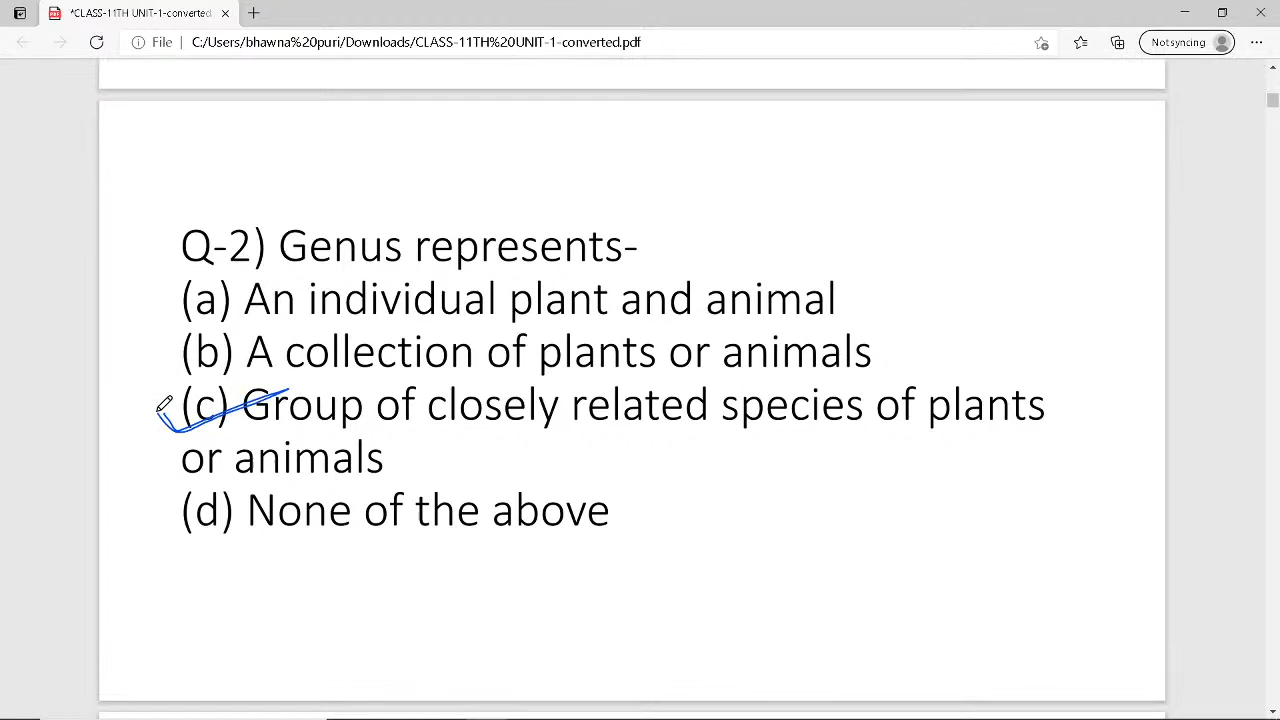 *CLASS-11TH UNIT-1-converted
File
C:/Users/bhawna%20puri/Downloads/CLASS-11TH%20UNIT-1-converted.pdf
Not syncing
Q-2) Genus represents-
(a) An individual plant and animal
(b) A collection of plants or animals
(c) Group of closely related species of plants
or animals
(d) None of the above